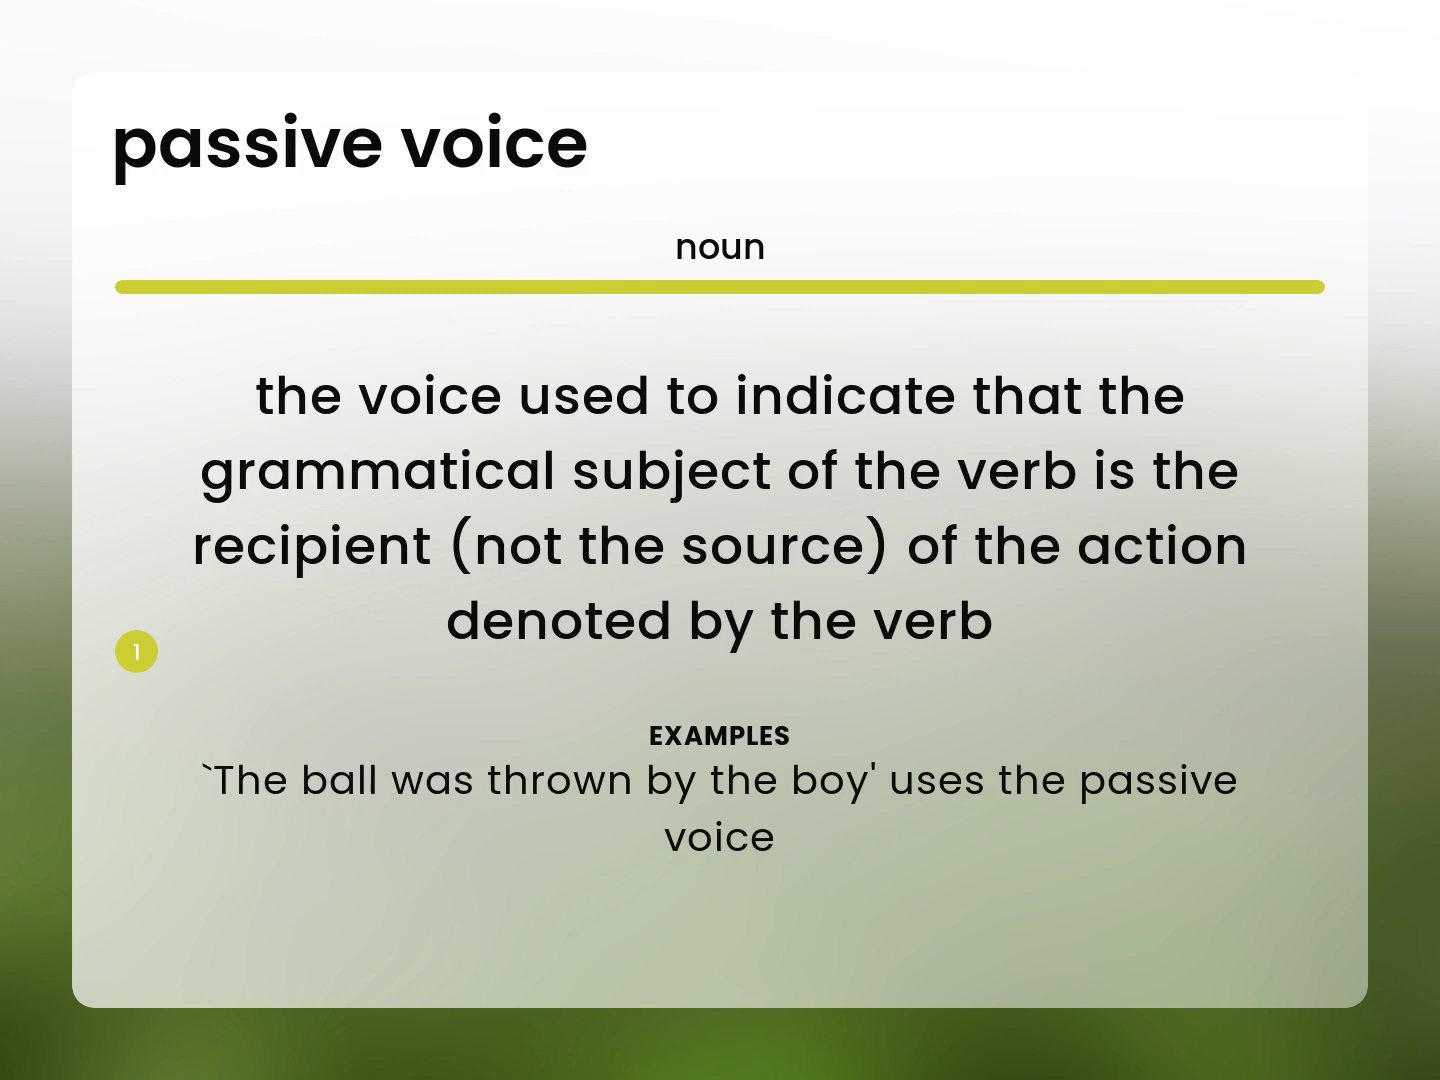 passive voice
noun
the voice used to indicate that the
grammatical subject of the verb is the
recipient (not the source) of the action
denoted by the verb
1
EXAMPLES
`The ball was thrown by the boy' uses the passive
voice